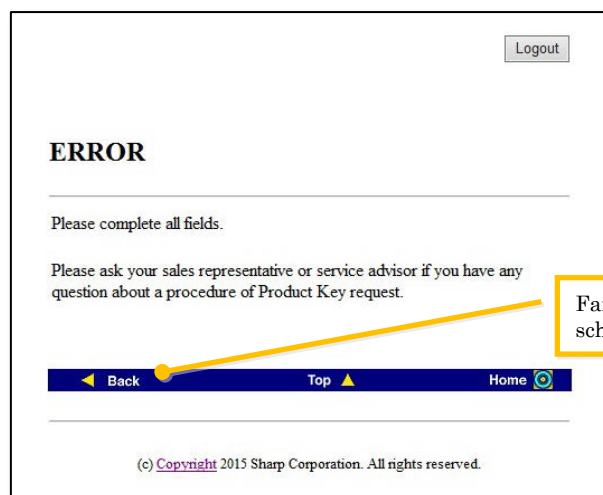 Logout
ERROR
Please complete all fields.
Please ask your sales representative or service advisor if you have any
question about a procedure of Product Key request.
Back Top Home
(c) Copyright 2015 Sharp Corporation. All rights reserved.